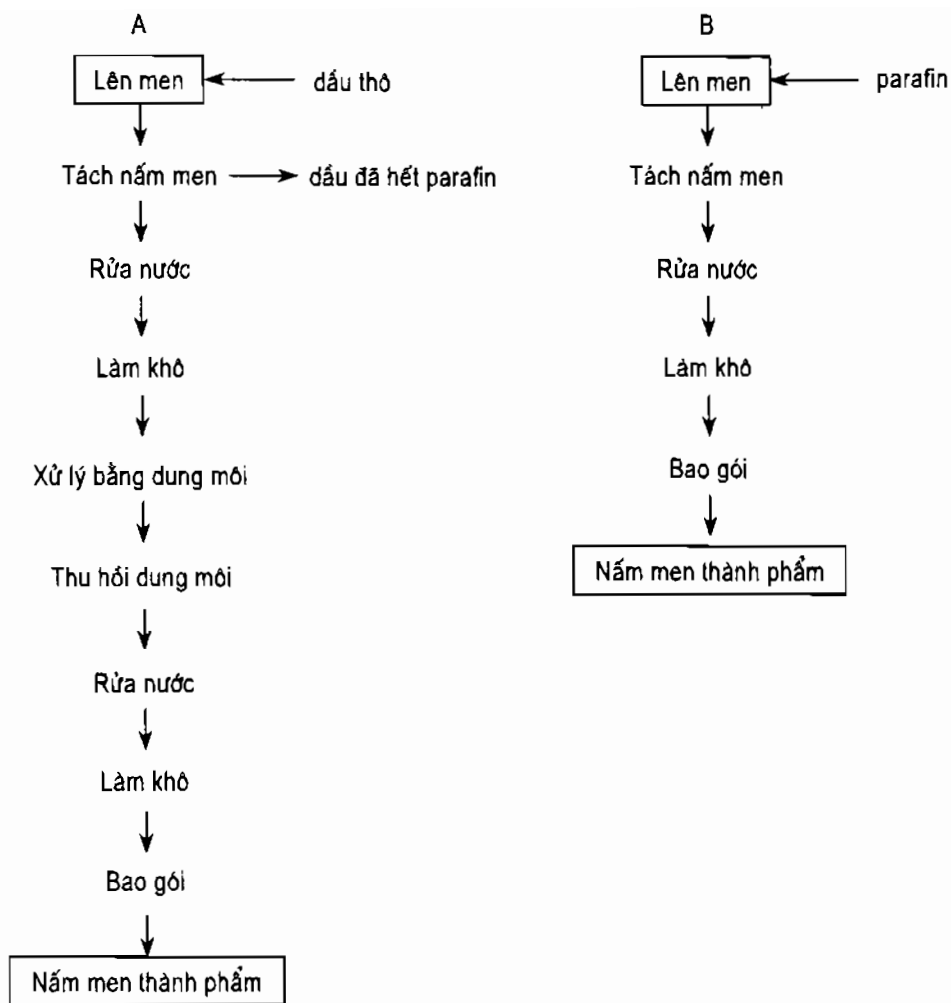 A
Lên men
dầu thô
Tách nấm men
dầu đã hết parafin
Rửa nước
Làm khô
Xử lý bằng dung môi
Thu hồi dung môi
Rửa nước
Làm khô
Bao gói
Nấm men thành phẩm
B
Lên men
parafin
Tách nấm men
Rửa nước
Làm khô
Bao gói
Nấm men thành phẩm